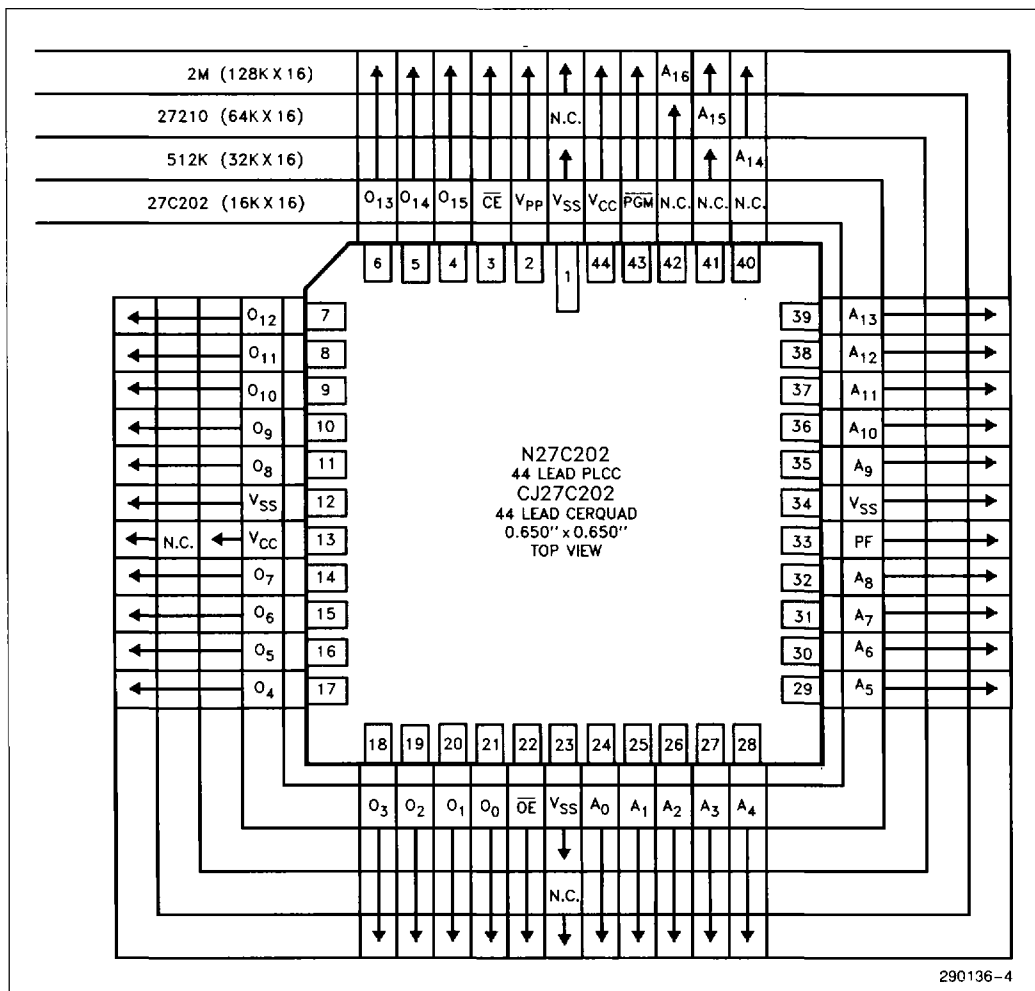 2M (128K X 16)
A16
27210 (64K X 16)
N.C. A15
512K (32K X 16)
A14
27C202 (16K X 16)
O13 O14 O15 C̅E̅ VPP VSS VCC P̅G̅M̅ N.C. N.C. N.C.
6 5 4 3 2 1 44 43 42 41 40
O12 7 39 A13
O11 8 38 A12
O10 9 37 A11
O9 10 36 A10
O8 11 35 A9
VSS 12 34 VSS
N.C. VCC 13 33 PF
O7 14 32 A8
O6 15 31 A7
O5 16 30 A6
O4 17 29 A5
N27C202
44 LEAD PLCC
CJ27C202
44 LEAD CERQUAD
0.650" x 0.650"
TOP VIEW
18 19 20 21 22 23 24 25 26 27 28
O3 O2 O1 O0 O̅E̅ VSS A0 A1 A2 A3 A4
N.C.
290136-4